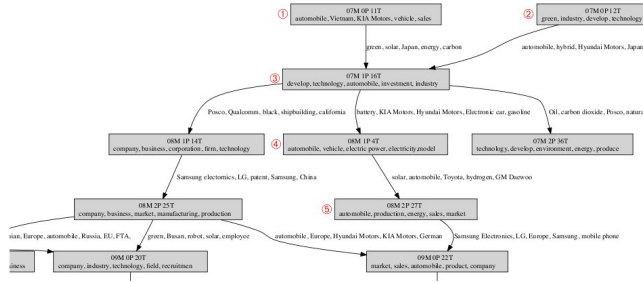 ① 07M 0P 11T
automobile, Vietnam, KIA Motors, vehicle, sales
② 07M 0P 12T
green, industry, develop, technology
green, solar, Japan, energy, carbon
automobile, hybrid, Hyundai Motors, Japan
③ 07M 1P 16T
develop, technology, automobile, investment, industry
Posco, Qualcomm, black, shipbuilding, california
battery, KIA Motors, Hyundai Motors, Electronic car, gasoline
Oil, carbon dioxide, Posco, natura
08M 1P 14T
company, business, corporation, firm, technology
④ 08M 1P 4T
automobile, vehicle, electric power, electricity,model
07M 2P 36T
technology, develop, environment, energy, produce
Samsung electomics, LG, patent, Samsung, China
solar, automobile, Toyota, hydrogen, GM Daewoo
08M 2P 25T
company, business, market, manufacturing, production
⑤ 08M 2P 27T
automobile, production, energy, sales, market
ian, Europe, automobile, Russia, EU, FTA,
green, Busan, robot, solar, employee
automobile, Europe, Hyundai Motors, KIA Motors, German
Samsung Electronics, LG, Europe, Samsung, mobile phone
siness
09M 0P 20T
company, industry, technology, field, recruitmen
09M 0P 22T
market, sales, automobile, product, company